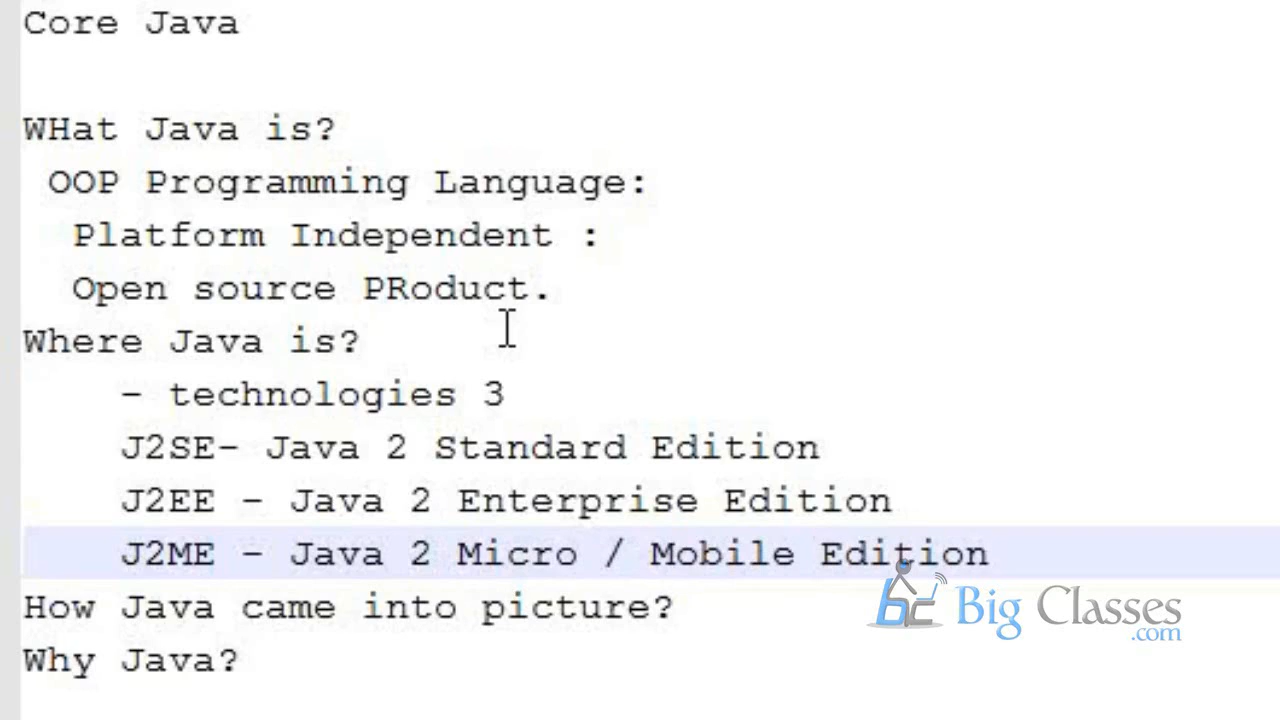 Core Java
WHat Java is?
OOP Programming Language:
Platform Independent :
Open source PRoduct.
Where Java is?
- technologies 3
J2SE- Java 2 Standard Edition
J2EE - Java 2 Enterprise Edition
J2ME - Java 2 Micro / Mobile Edition
How Java came into picture?
Why Java?
bc Big Classes
.com